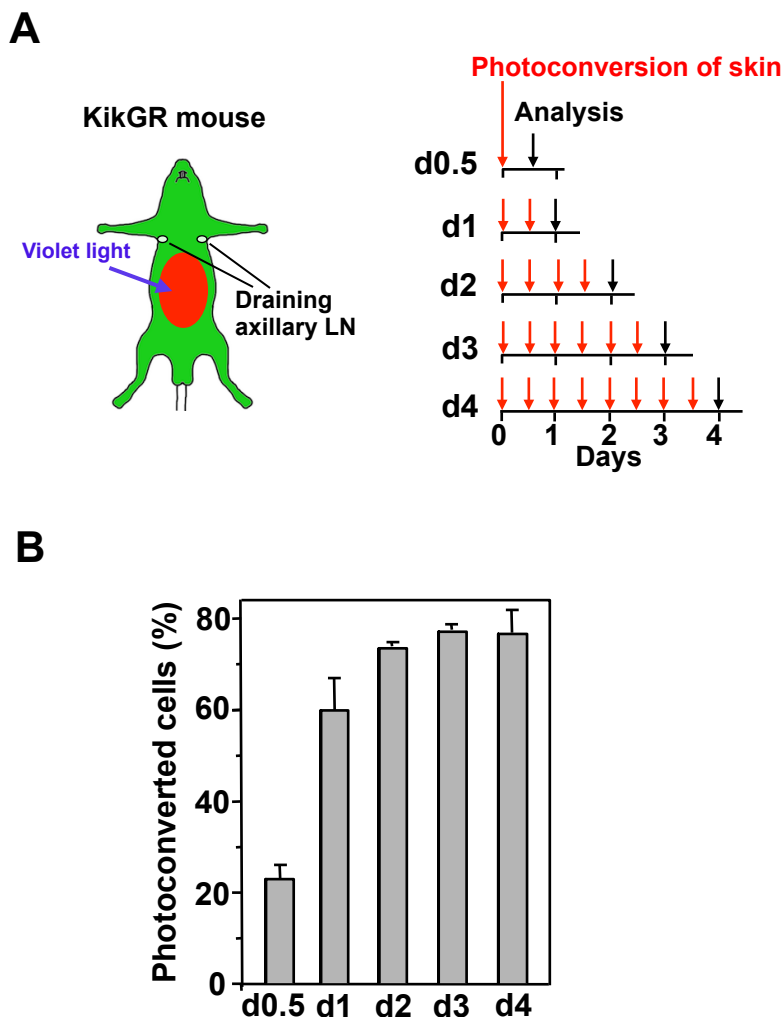 A
Photoconversion of skin
KikGR mouse
Analysis
d0.5
d1
Violet light
Draining
axillary LN
d2
d3
d4
0 1 2 3 4
Days
B
Photoconverted cells (%)
80
60
40
20
0
d0.5 d1 d2 d3 d4